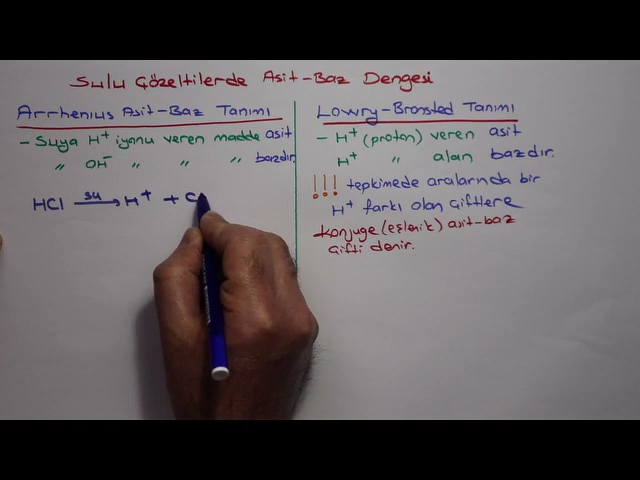 Sulu Çözeltilerde Asit-Baz Dengesi
Arrhenius Asit-Baz Tanımı
- Suya H⁺ iyonu veren madde asit
" OH⁻ " " " bazdır.
HCl su → H⁺ + C
Lowry-Bronsted Tanımı
- H⁺ (proton) veren asit
H⁺ " alan bazdır.
!!! tepkimede aralarında bir
H⁺ farkı olan çiftlere
konjuge (eşlenik) asit-baz
çifti denir.